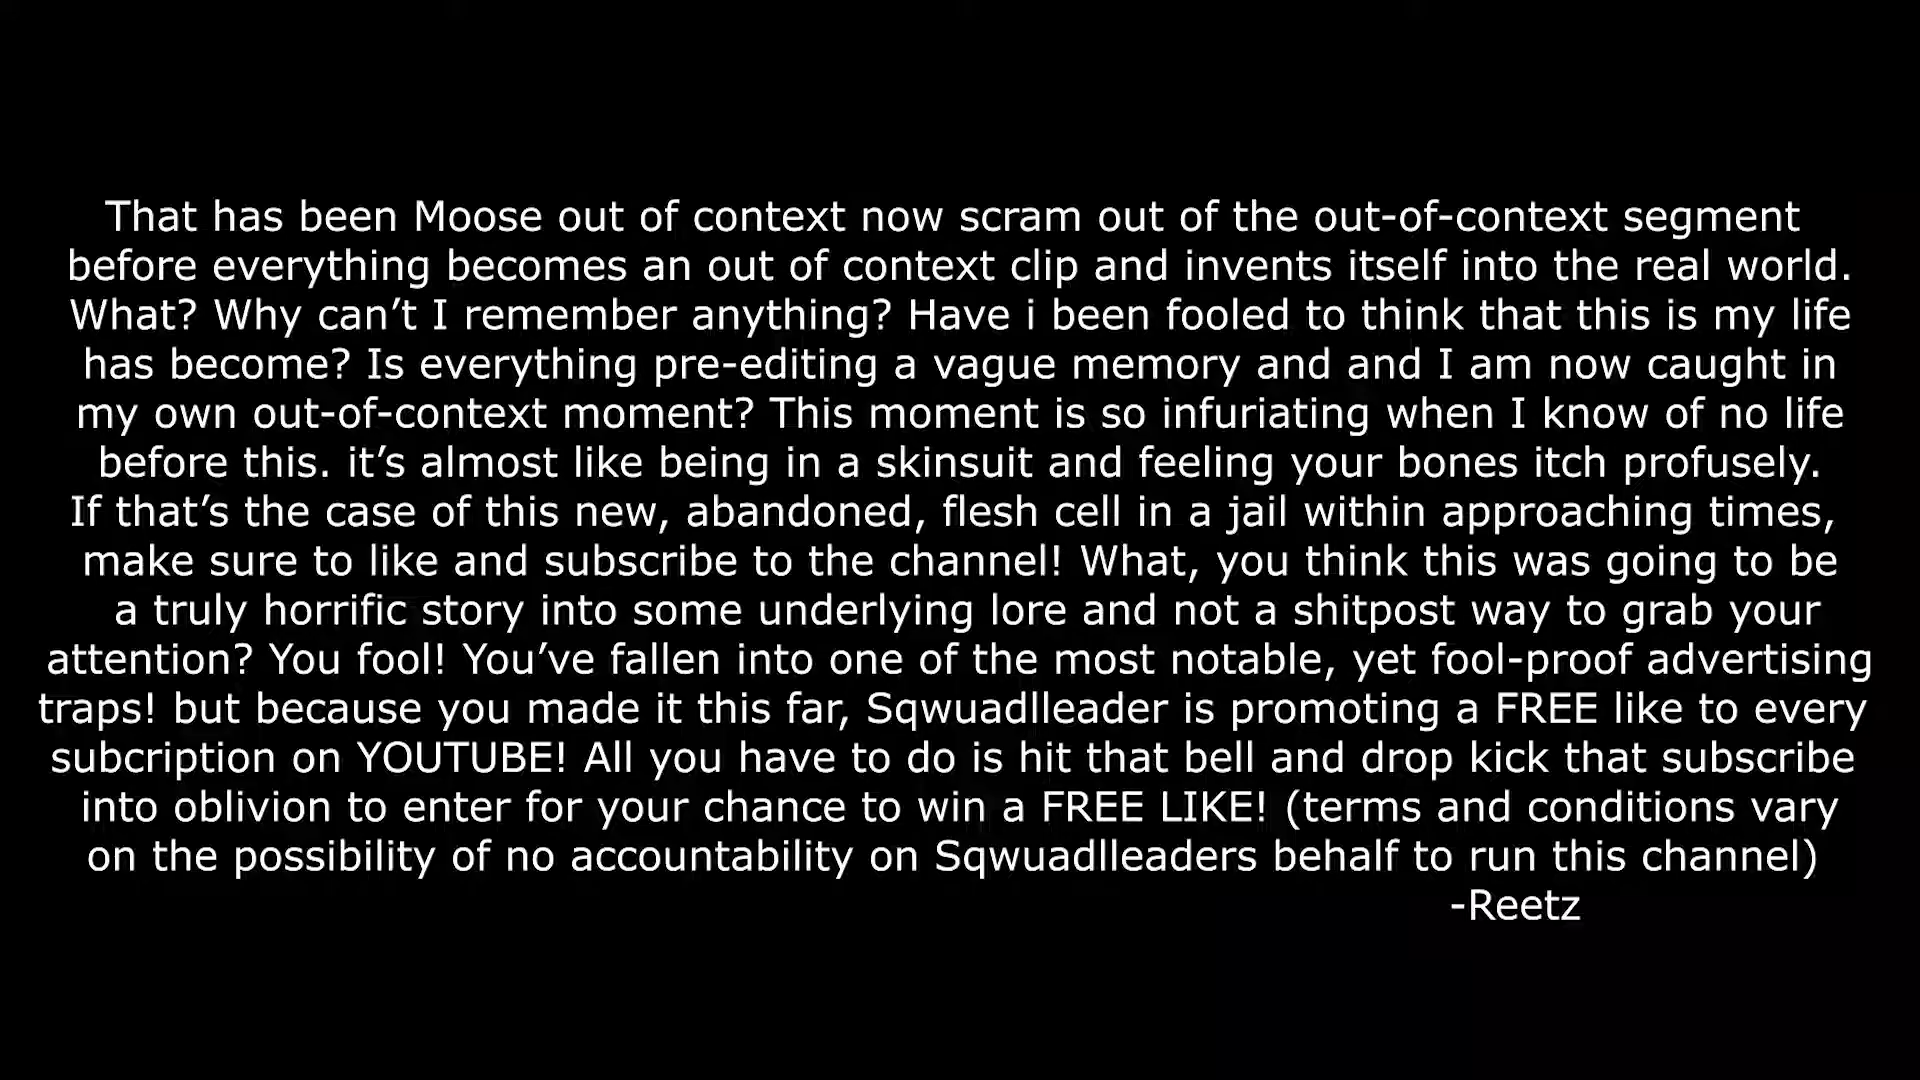 That has been Moose out of context now scram out of the out-of-context segment
before everything becomes an out of context clip and invents itself into the real world.
What? Why can’t I remember anything? Have i been fooled to think that this is my life
has become? Is everything pre-editing a vague memory and and I am now caught in
my own out-of-context moment? This moment is so infuriating when I know of no life
before this. it’s almost like being in a skinsuit and feeling your bones itch profusely.
If that’s the case of this new, abandoned, flesh cell in a jail within approaching times,
make sure to like and subscribe to the channel! What, you think this was going to be
a truly horrific story into some underlying lore and not a shitpost way to grab your
attention? You fool! You’ve fallen into one of the most notable, yet fool-proof advertising
traps! but because you made it this far, Sqwuadlleader is promoting a FREE like to every
subcription on YOUTUBE! All you have to do is hit that bell and drop kick that subscribe
into oblivion to enter for your chance to win a FREE LIKE! (terms and conditions vary
on the possibility of no accountability on Sqwuadlleaders behalf to run this channel)
-Reetz